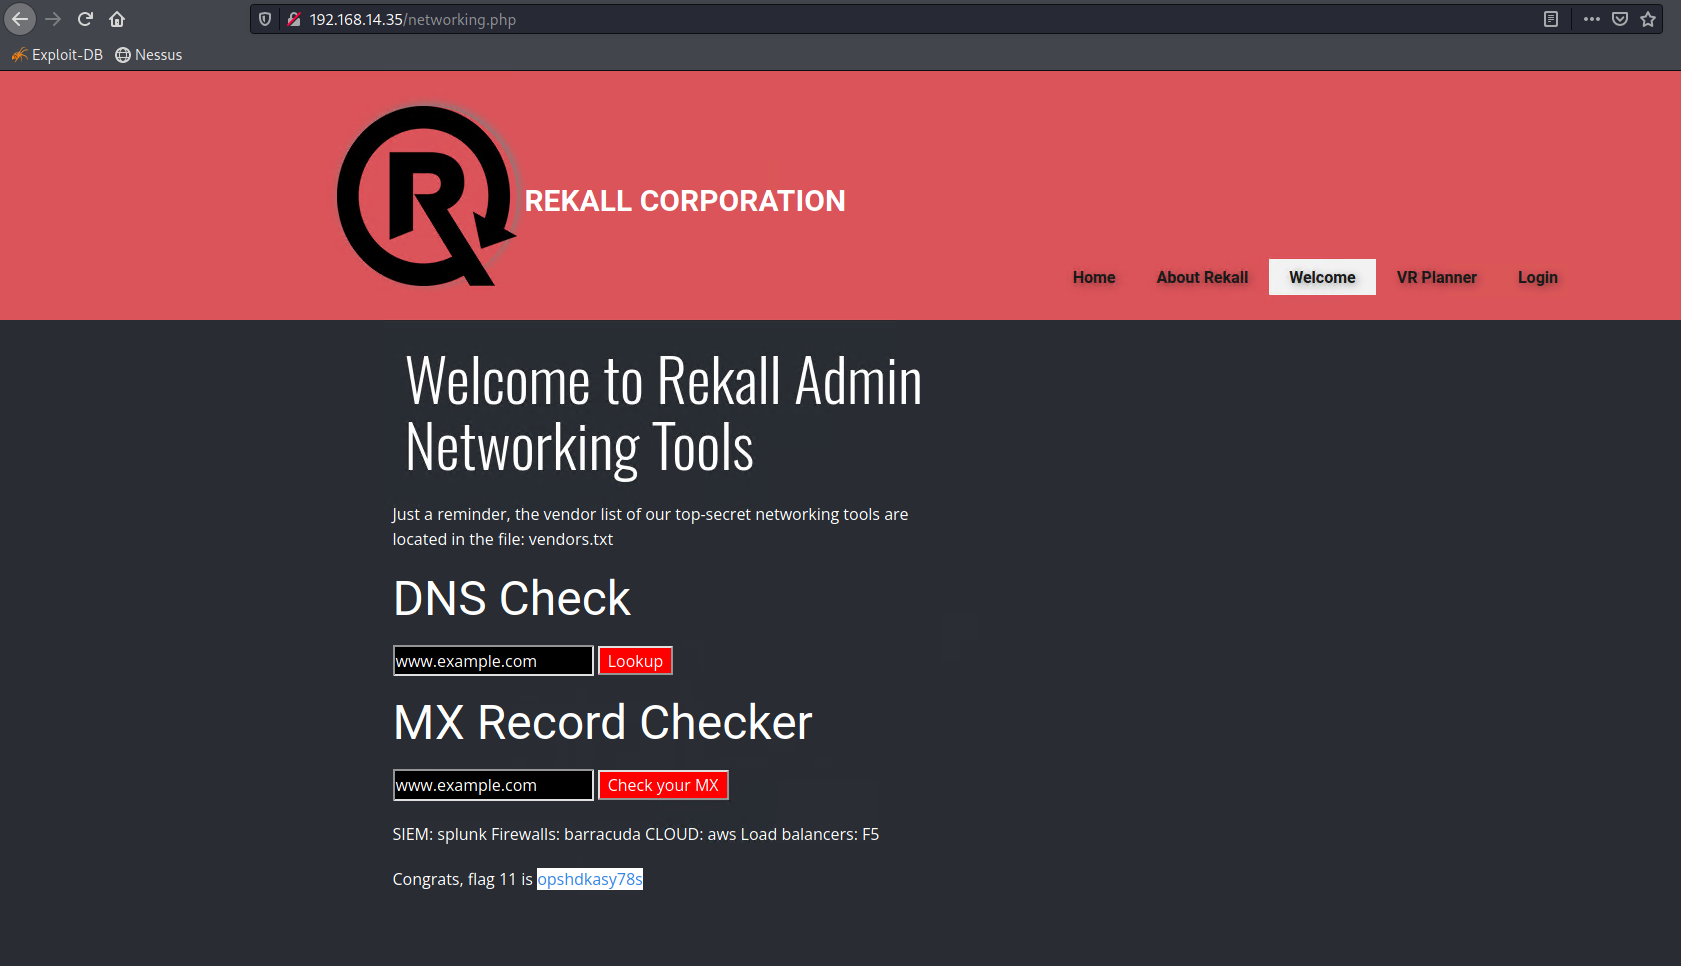 192.168.14.35/networking.php
Exploit-DB Nessus
R
REKALL CORPORATION
Home About Rekall Welcome VR Planner Login
Welcome to Rekall Admin
Networking Tools
Just a reminder, the vendor list of our top-secret networking tools are
located in the file: vendors.txt
DNS Check
www.example.com Lookup
MX Record Checker
www.example.com Check your MX
SIEM: splunk Firewalls: barracuda CLOUD: aws Load balancers: F5
Congrats, flag 11 is opshdkasy78s